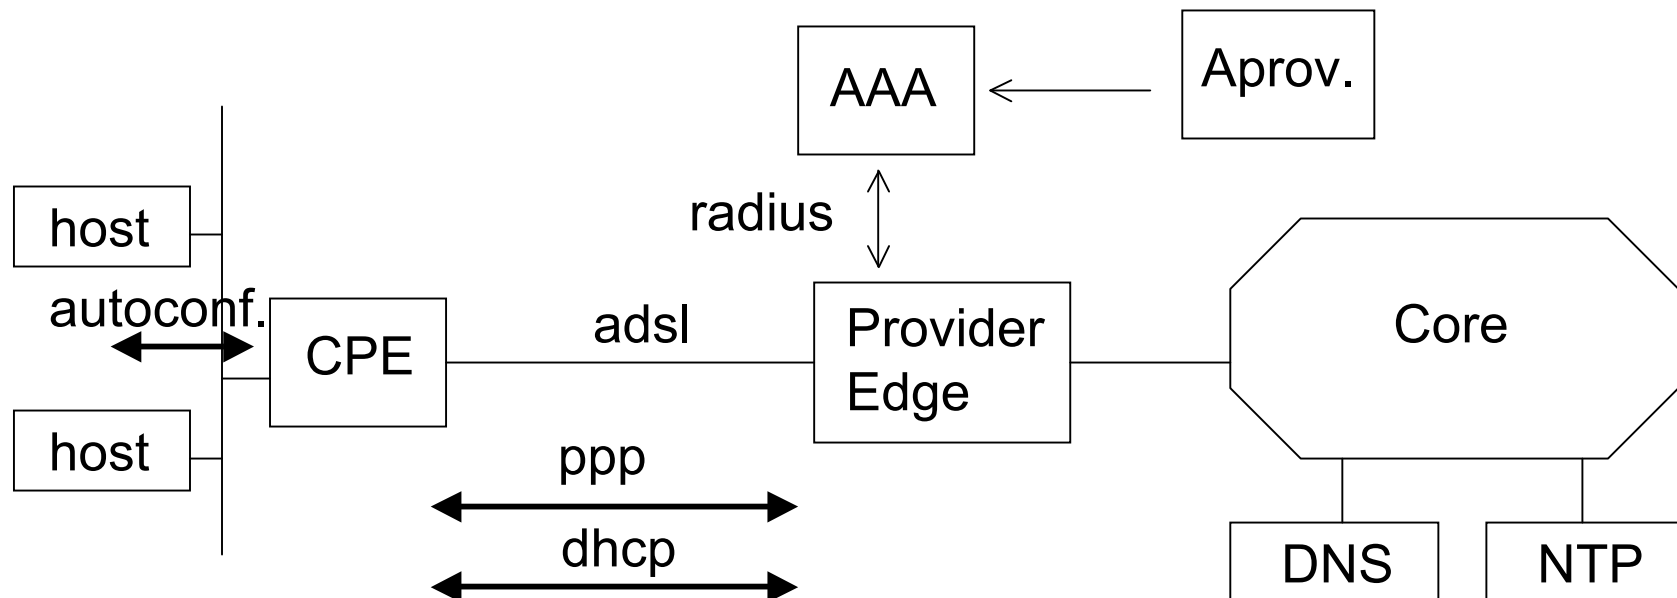 AAA
Aprov.
host
radius
autoconf.
CPE
adsl
Provider
Edge
Core
host
ppp
dhcp
DNS
NTP